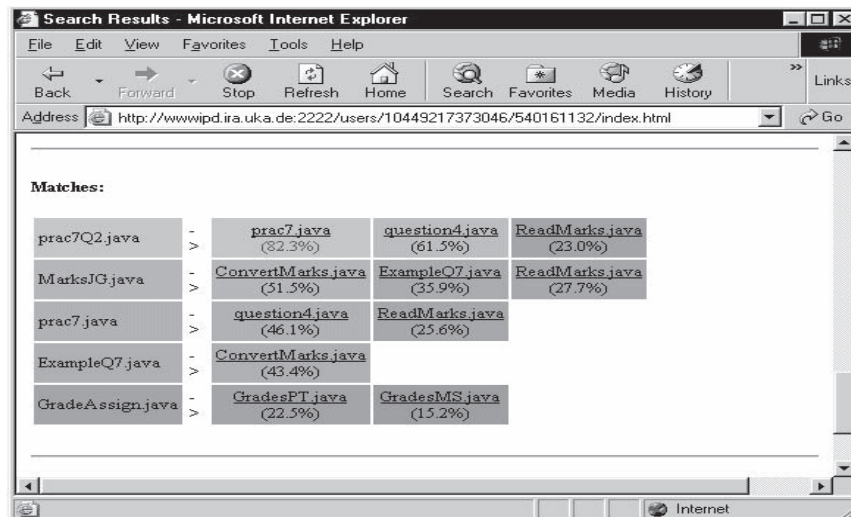 Search Results - Microsoft Internet Explorer
File Edit View Favorites Tools Help
Back Forward Stop Refresh Home Search Favorites Media History » Links
Address http://wwwipd.ira.uka.de:2222/users/10449217373046/540161132/index.html Go
Matches:
prac7Q2.java -> prac7.java (82.3%) question4.java (61.5%) ReadMarks.java (23.0%)
MarksJG.java -> ConvertMarks.java (51.5%) ExampleQ7.java (35.9%) ReadMarks.java (27.7%)
prac7.java -> question4.java (46.1%) ReadMarks.java (25.6%)
ExampleQ7.java -> ConvertMarks.java (43.4%)
GradeAssign.java -> GradesPT.java (22.5%) GradesMS.java (15.2%)
Internet